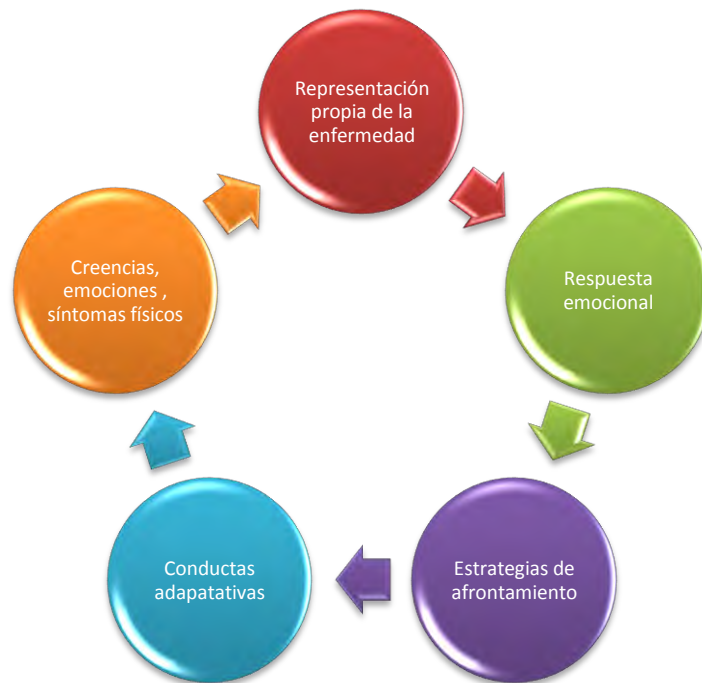 Representación
propia de la
enfermedad
Respuesta
emocional
Estrategias de
afrontamiento
Conductas
adapatativas
Creencias,
emociones ,
síntomas físicos